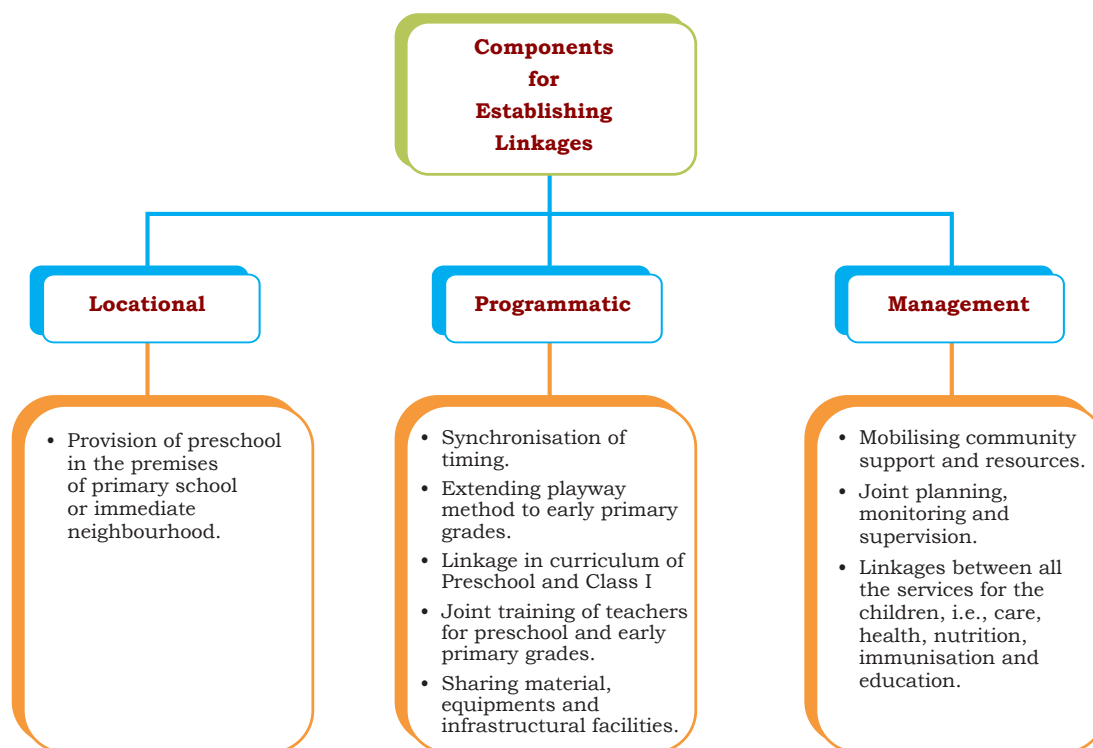 Components
for
Establishing
Linkages
Locational
Programmatic
Management
• Provision of preschool
in the premises
of primary school
or immediate
neighbourhood.
• Synchronisation of
timing.
• Extending playway
method to early primary
grades.
• Linkage in curriculum of
Preschool and Class I
• Joint training of teachers
for preschool and early
primary grades.
• Sharing material,
equipments and
infrastructural facilities.
• Mobilising community
support and resources.
• Joint planning,
monitoring and
supervision.
• Linkages between all
the services for the
children, i.e., care,
health, nutrition,
immunisation and
education.